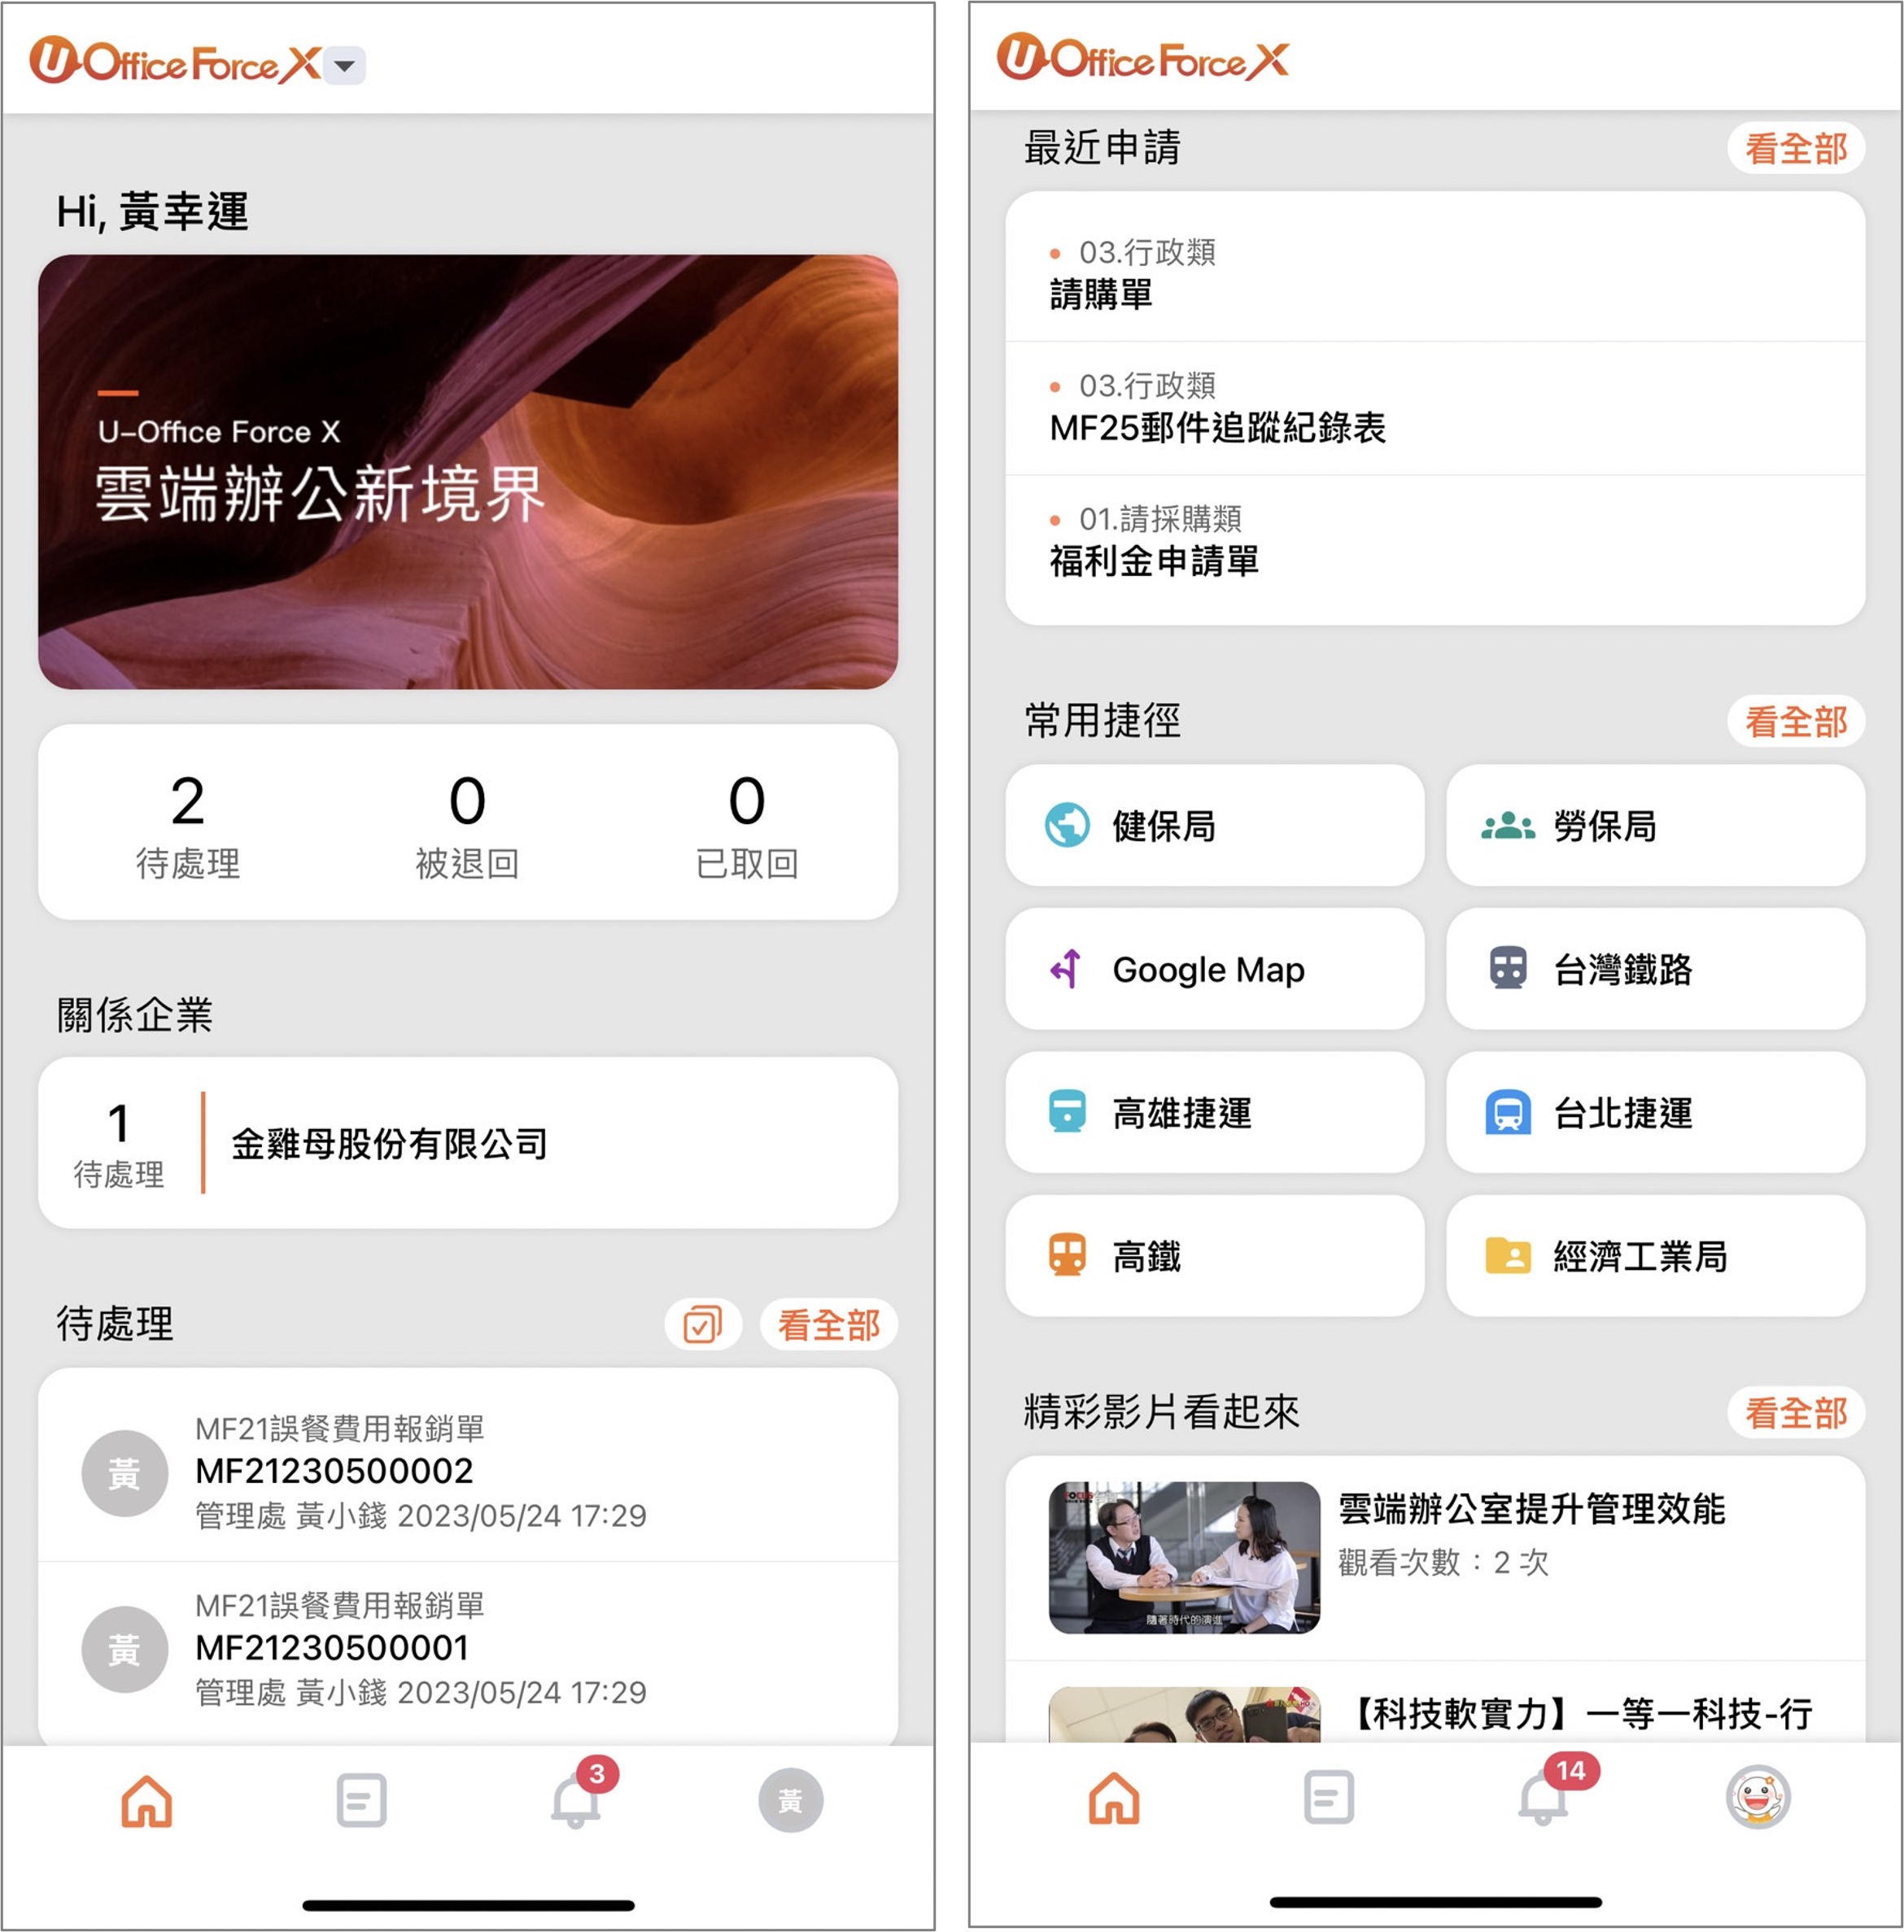 U-Office Force X
Hi, 黃幸運
U-Office Force X
雲端辦公新境界
2
待處理
0
被退回
0
已取回
關係企業
1
待處理
金雞母股份有限公司
待處理
看全部
黃
MF21誤餐費用報銷單
MF21230500002
管理處 黃小錢 2023/05/24 17:29
黃
MF21誤餐費用報銷單
MF21230500001
管理處 黃小錢 2023/05/24 17:29
3
黃
U-Office Force X
最近申請
看全部
03.行政類
請購單
03.行政類
MF25郵件追蹤紀錄表
01.請採購類
福利金申請單
常用捷徑
看全部
健保局
勞保局
Google Map
台灣鐵路
高雄捷運
台北捷運
高鐵
經濟工業局
精彩影片看起來
看全部
FOCUS
隨著時代的演進
雲端辦公室提升管理效能
觀看次數：2 次
【科技軟實力】一等一科技-行
14